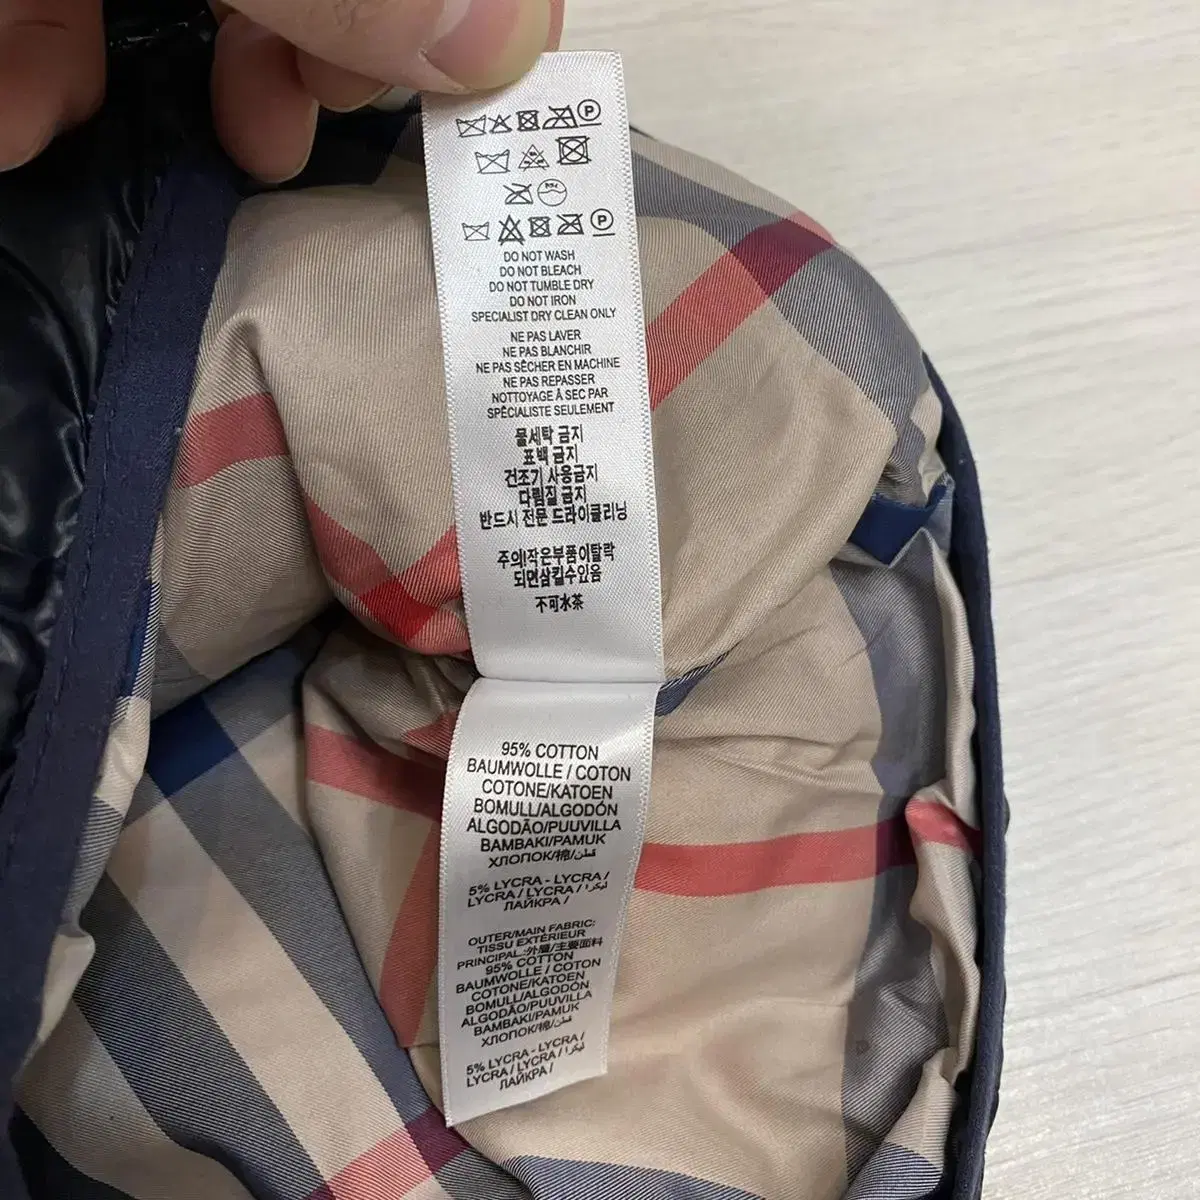 DO NOT WASH
DO NOT BLEACH
DO NOT TUMBLE DRY
DO NOT IRON
SPECIALIST DRY CLEAN ONLY
NE PAS LAVER
NE PAS BLANCHIR
NE PAS SÉCHER EN MACHINE
NE PAS REPASSER
NOTTOYAGE À SEC PAR
SPÉCIALISTE SEULEMENT
물세탁 금지
표백 금지
건조기 사용금지
다림질 금지
반드시 전문 드라이클리닝
주의!작은부품이탈락
되면삼킬수있음
不可水茶
95% COTTON
BAUMWOLLE / COTON
COTONE/KATOEN
BOMULL/ALGODÓN
ALGODÃO/PUUVILLA
BAMBAKI/PAMUK
ХЛОПОК/棉/قطن
5% LYCRA - LYCRA /
LYCRA / LYCRA / ليكرا /
ЛАЙКРА /
OUTER/MAIN FABRIC:
TISSU EXTÉRIEUR
PRINCIPAL:外層/主要面料
95% COTTON
BAUMWOLLE / COTON
COTONE/KATOEN
BOMULL/ALGODÓN
ALGODÃO/PUUVILLA
BAMBAKI/PAMUK
ХЛОПОК/棉/قطن
5% LYCRA - LYCRA /
LYCRA / LYCRA / ليكرا /
ЛАЙКРА /